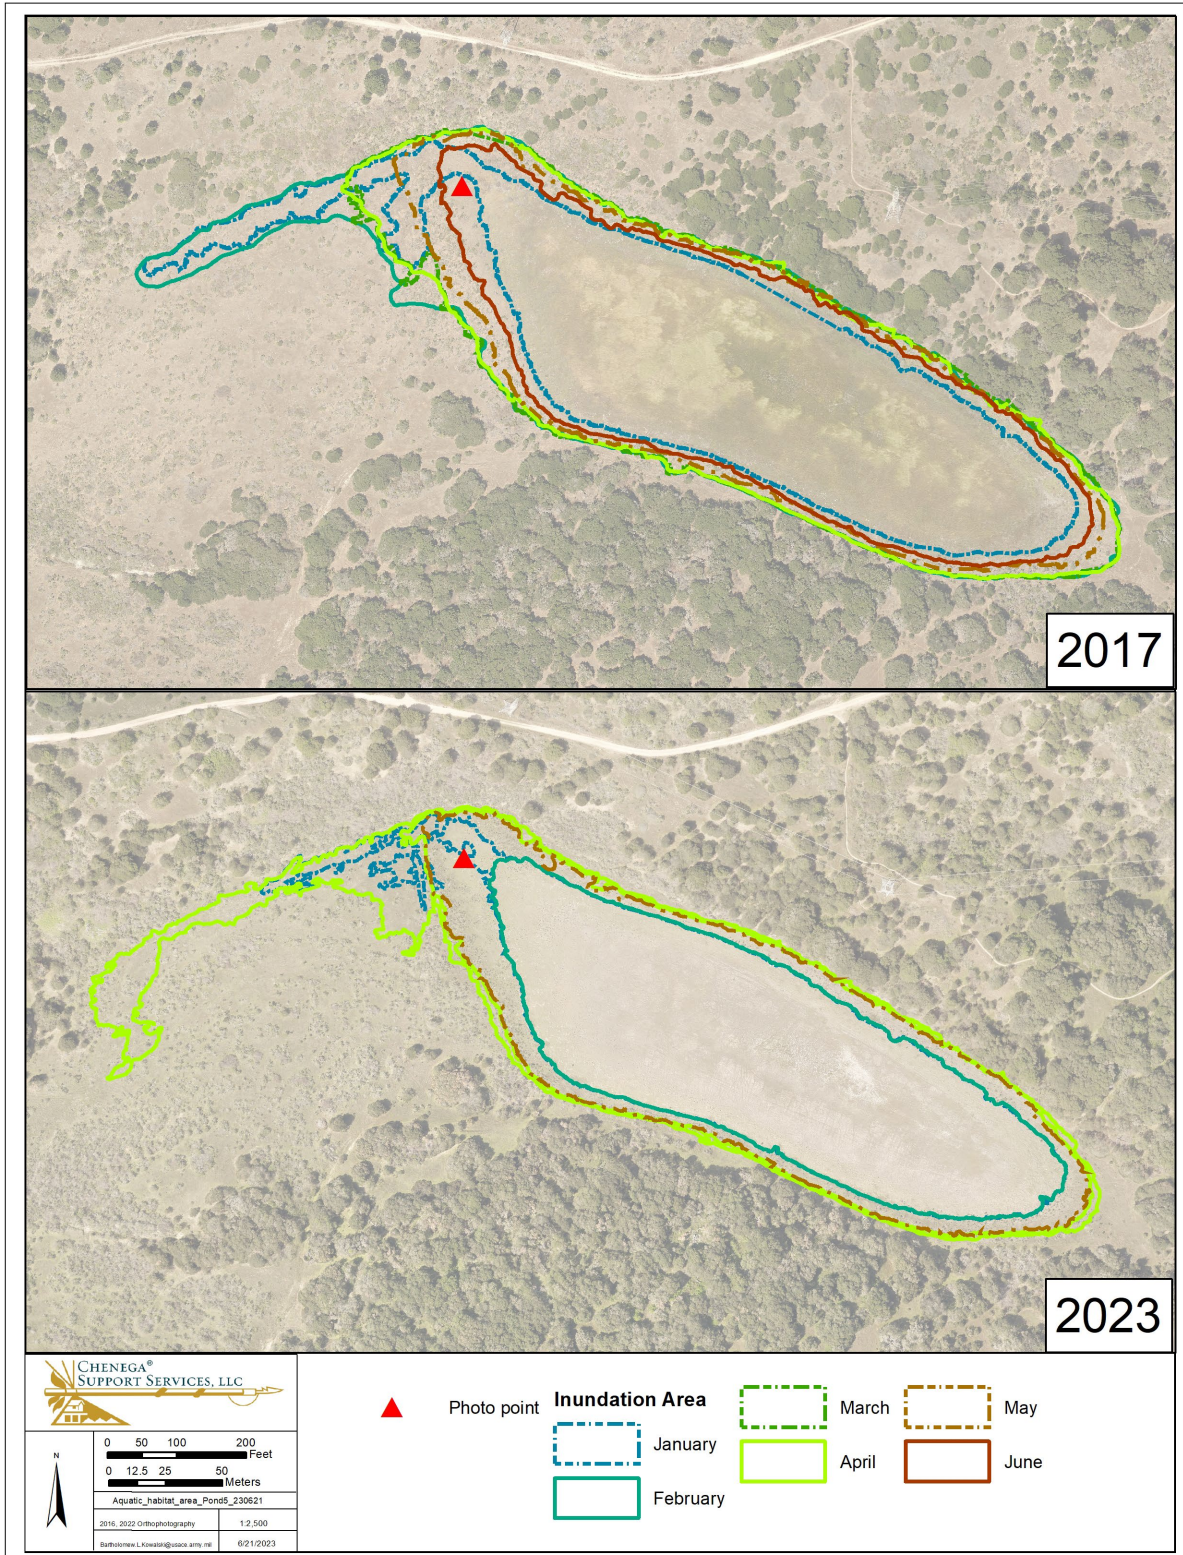 2017
2023
CHENEGA®
SUPPORT SERVICES, LLC
N
0 50 100 200
Feet
0 12.5 25 50
Meters
Aquatic_habitat_area_Pond5_230621
2016, 2022 Orthophotography 1:2,500
Bartholomew.L.Kowalski@usace.army.mil 6/21/2023
Photo point
Inundation Area
January
February
March
April
May
June